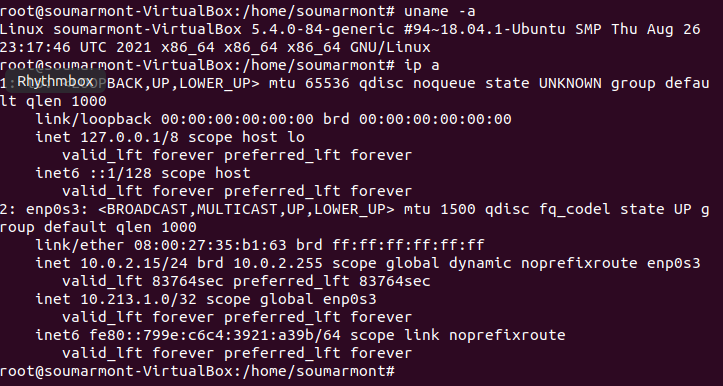 root@soumarmont-VirtualBox:/home/soumarmont# uname -a
Linux soumarmont-VirtualBox 5.4.0-84-generic #94~18.04.1-Ubuntu SMP Thu Aug 26
23:17:46 UTC 2021 x86_64 x86_64 x86_64 GNU/Linux
root@soumarmont-VirtualBox:/home/soumarmont# ip a
Rhythmbox
1: lo: <LOOPBACK,UP,LOWER_UP> mtu 65536 qdisc noqueue state UNKNOWN group defau
lt qlen 1000
    link/loopback 00:00:00:00:00:00 brd 00:00:00:00:00:00
    inet 127.0.0.1/8 scope host lo
       valid_lft forever preferred_lft forever
    inet6 ::1/128 scope host
       valid_lft forever preferred_lft forever
2: enp0s3: <BROADCAST,MULTICAST,UP,LOWER_UP> mtu 1500 qdisc fq_codel state UP g
roup default qlen 1000
    link/ether 08:00:27:35:b1:63 brd ff:ff:ff:ff:ff:ff
    inet 10.0.2.15/24 brd 10.0.2.255 scope global dynamic noprefixroute enp0s3
       valid_lft 83764sec preferred_lft 83764sec
    inet 10.213.1.0/32 scope global enp0s3
       valid_lft forever preferred_lft forever
    inet6 fe80::799e:c6c4:3921:a39b/64 scope link noprefixroute
       valid_lft forever preferred_lft forever
root@soumarmont-VirtualBox:/home/soumarmont#